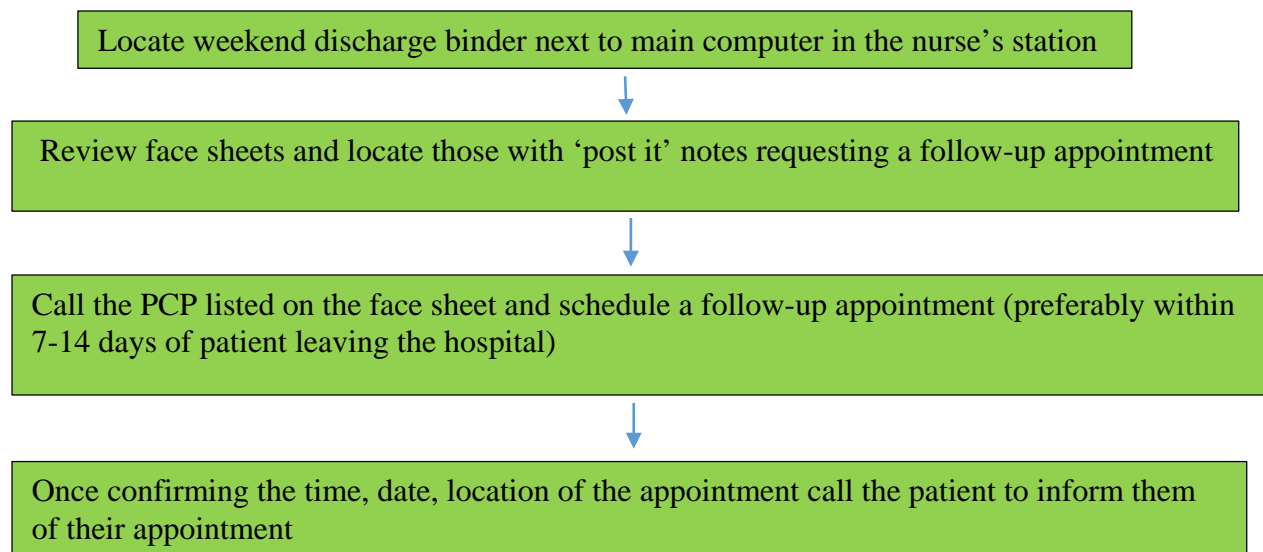 Locate weekend discharge binder next to main computer in the nurse’s station
Review face sheets and locate those with ‘post it’ notes requesting a follow-up appointment
Call the PCP listed on the face sheet and schedule a follow-up appointment (preferably within
7-14 days of patient leaving the hospital)
Once confirming the time, date, location of the appointment call the patient to inform them
of their appointment